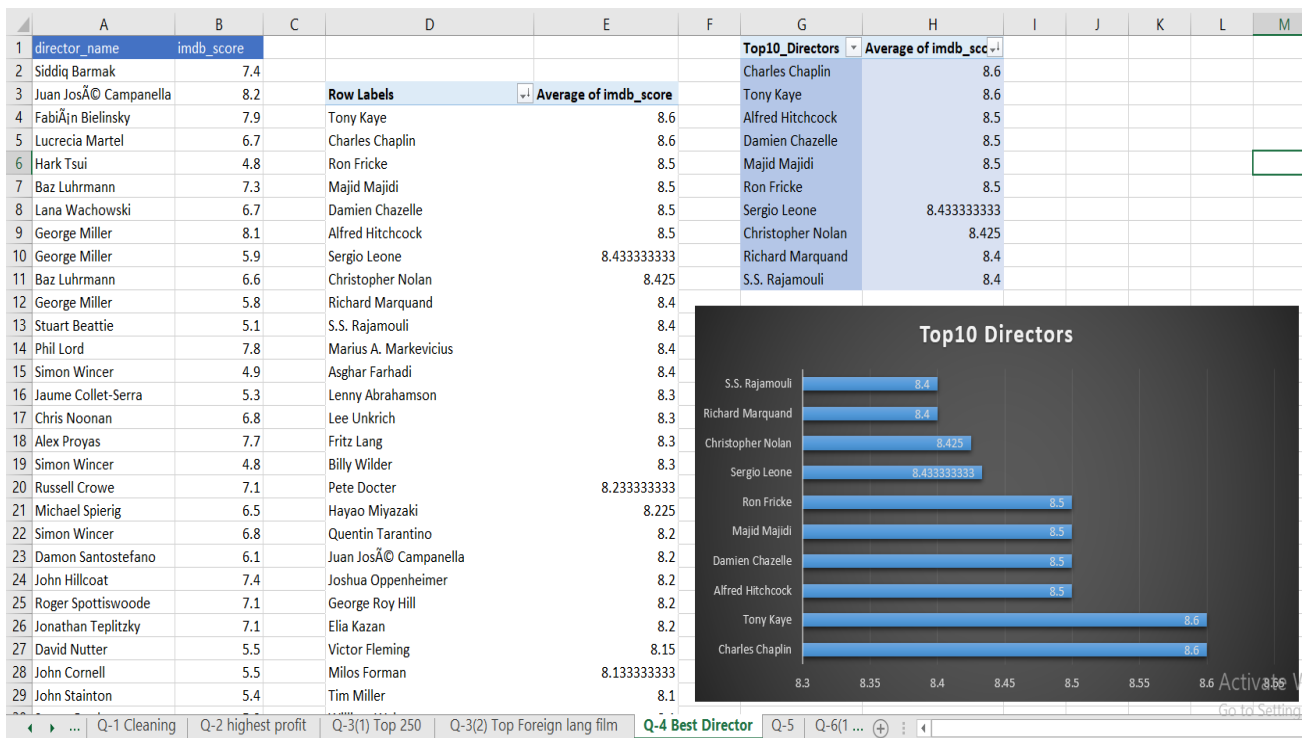 A B C D E F G H I J K L M
1 director_name imdb_score Top10_Directors Average of imdb_scc
2 Siddiq Barmak 7.4 Charles Chaplin 8.6
3 Juan JosÃ© Campanella 8.2 Row Labels Average of imdb_score Tony Kaye 8.6
4 FabiÃ¡n Bielinsky 7.9 Tony Kaye 8.6 Alfred Hitchcock 8.5
5 Lucrecia Martel 6.7 Charles Chaplin 8.6 Damien Chazelle 8.5
6 Hark Tsui 4.8 Ron Fricke 8.5 Majid Majidi 8.5
7 Baz Luhrmann 7.3 Majid Majidi 8.5 Ron Fricke 8.5
8 Lana Wachowski 6.7 Damien Chazelle 8.5 Sergio Leone 8.433333333
9 George Miller 8.1 Alfred Hitchcock 8.5 Christopher Nolan 8.425
10 George Miller 5.9 Sergio Leone 8.433333333 Richard Marquand 8.4
11 Baz Luhrmann 6.6 Christopher Nolan 8.425 S.S. Rajamouli 8.4
12 George Miller 5.8 Richard Marquand 8.4
13 Stuart Beattie 5.1 S.S. Rajamouli 8.4
14 Phil Lord 7.8 Marius A. Markevicius 8.4
15 Simon Wincer 4.9 Asghar Farhadi 8.4
16 Jaume Collet-Serra 5.3 Lenny Abrahamson 8.3
17 Chris Noonan 6.8 Lee Unkrich 8.3
18 Alex Proyas 7.7 Fritz Lang 8.3
19 Simon Wincer 4.8 Billy Wilder 8.3
20 Russell Crowe 7.1 Pete Docter 8.233333333
21 Michael Spierig 6.5 Hayao Miyazaki 8.225
22 Simon Wincer 6.8 Quentin Tarantino 8.2
23 Damon Santostefano 6.1 Juan JosÃ© Campanella 8.2
24 John Hillcoat 7.4 Joshua Oppenheimer 8.2
25 Roger Spottiswoode 7.1 George Roy Hill 8.2
26 Jonathan Teplitzky 7.1 Elia Kazan 8.2
27 David Nutter 5.5 Victor Fleming 8.15
28 John Cornell 5.5 Milos Forman 8.133333333
29 John Stainton 5.4 Tim Miller 8.1
Top10 Directors
S.S. Rajamouli 8.4
Richard Marquand 8.4
Christopher Nolan 8.425
Sergio Leone 8.433333333
Ron Fricke 8.5
Majid Majidi 8.5
Damien Chazelle 8.5
Alfred Hitchcock 8.5
Tony Kaye 8.6
Charles Chaplin 8.6
8.3 8.35 8.4 8.45 8.5 8.55 8.6 8.65
Activate
Go to Setting
... Q-1 Cleaning Q-2 highest profit Q-3(1) Top 250 Q-3(2) Top Foreign lang film Q-4 Best Director Q-5 Q-6(1 ...